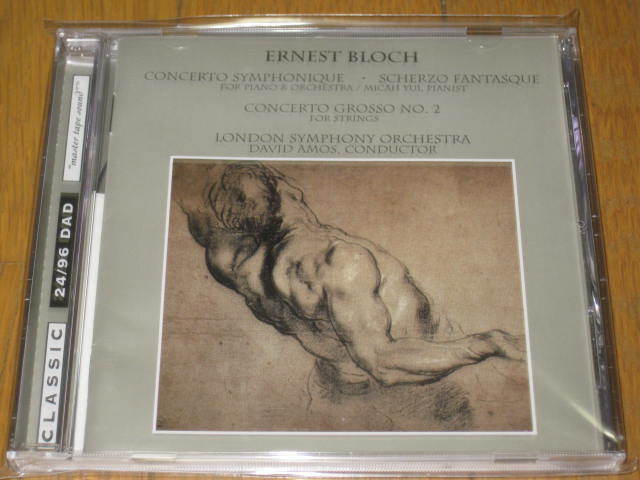 ERNEST BLOCH
CONCERTO SYMPHONIQUE · SCHERZO FANTASQUE
FOR PIANO & ORCHESTRA / MICAH YUI, PIANIST
CONCERTO GROSSO NO. 2
FOR STRINGS
LONDON SYMPHONY ORCHESTRA
DAVID AMOS, CONDUCTOR
"master tape sound"
CLASSIC 24/96 DAD